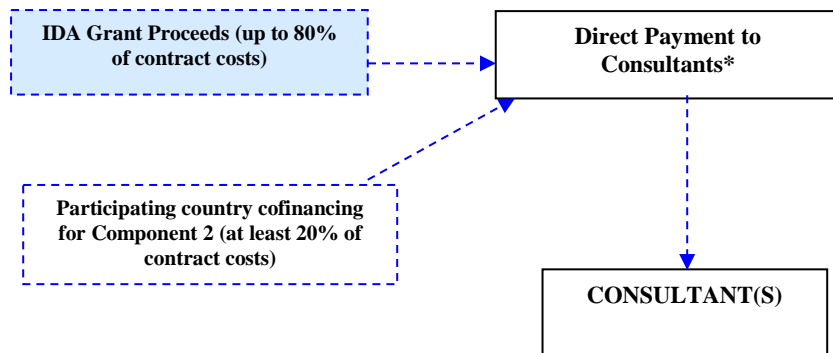 IDA Grant Proceeds (up to 80%
of contract costs)
Direct Payment to
Consultants*
Participating country cofinancing
for Component 2 (at least 20% of
contract costs)
CONSULTANT(S)